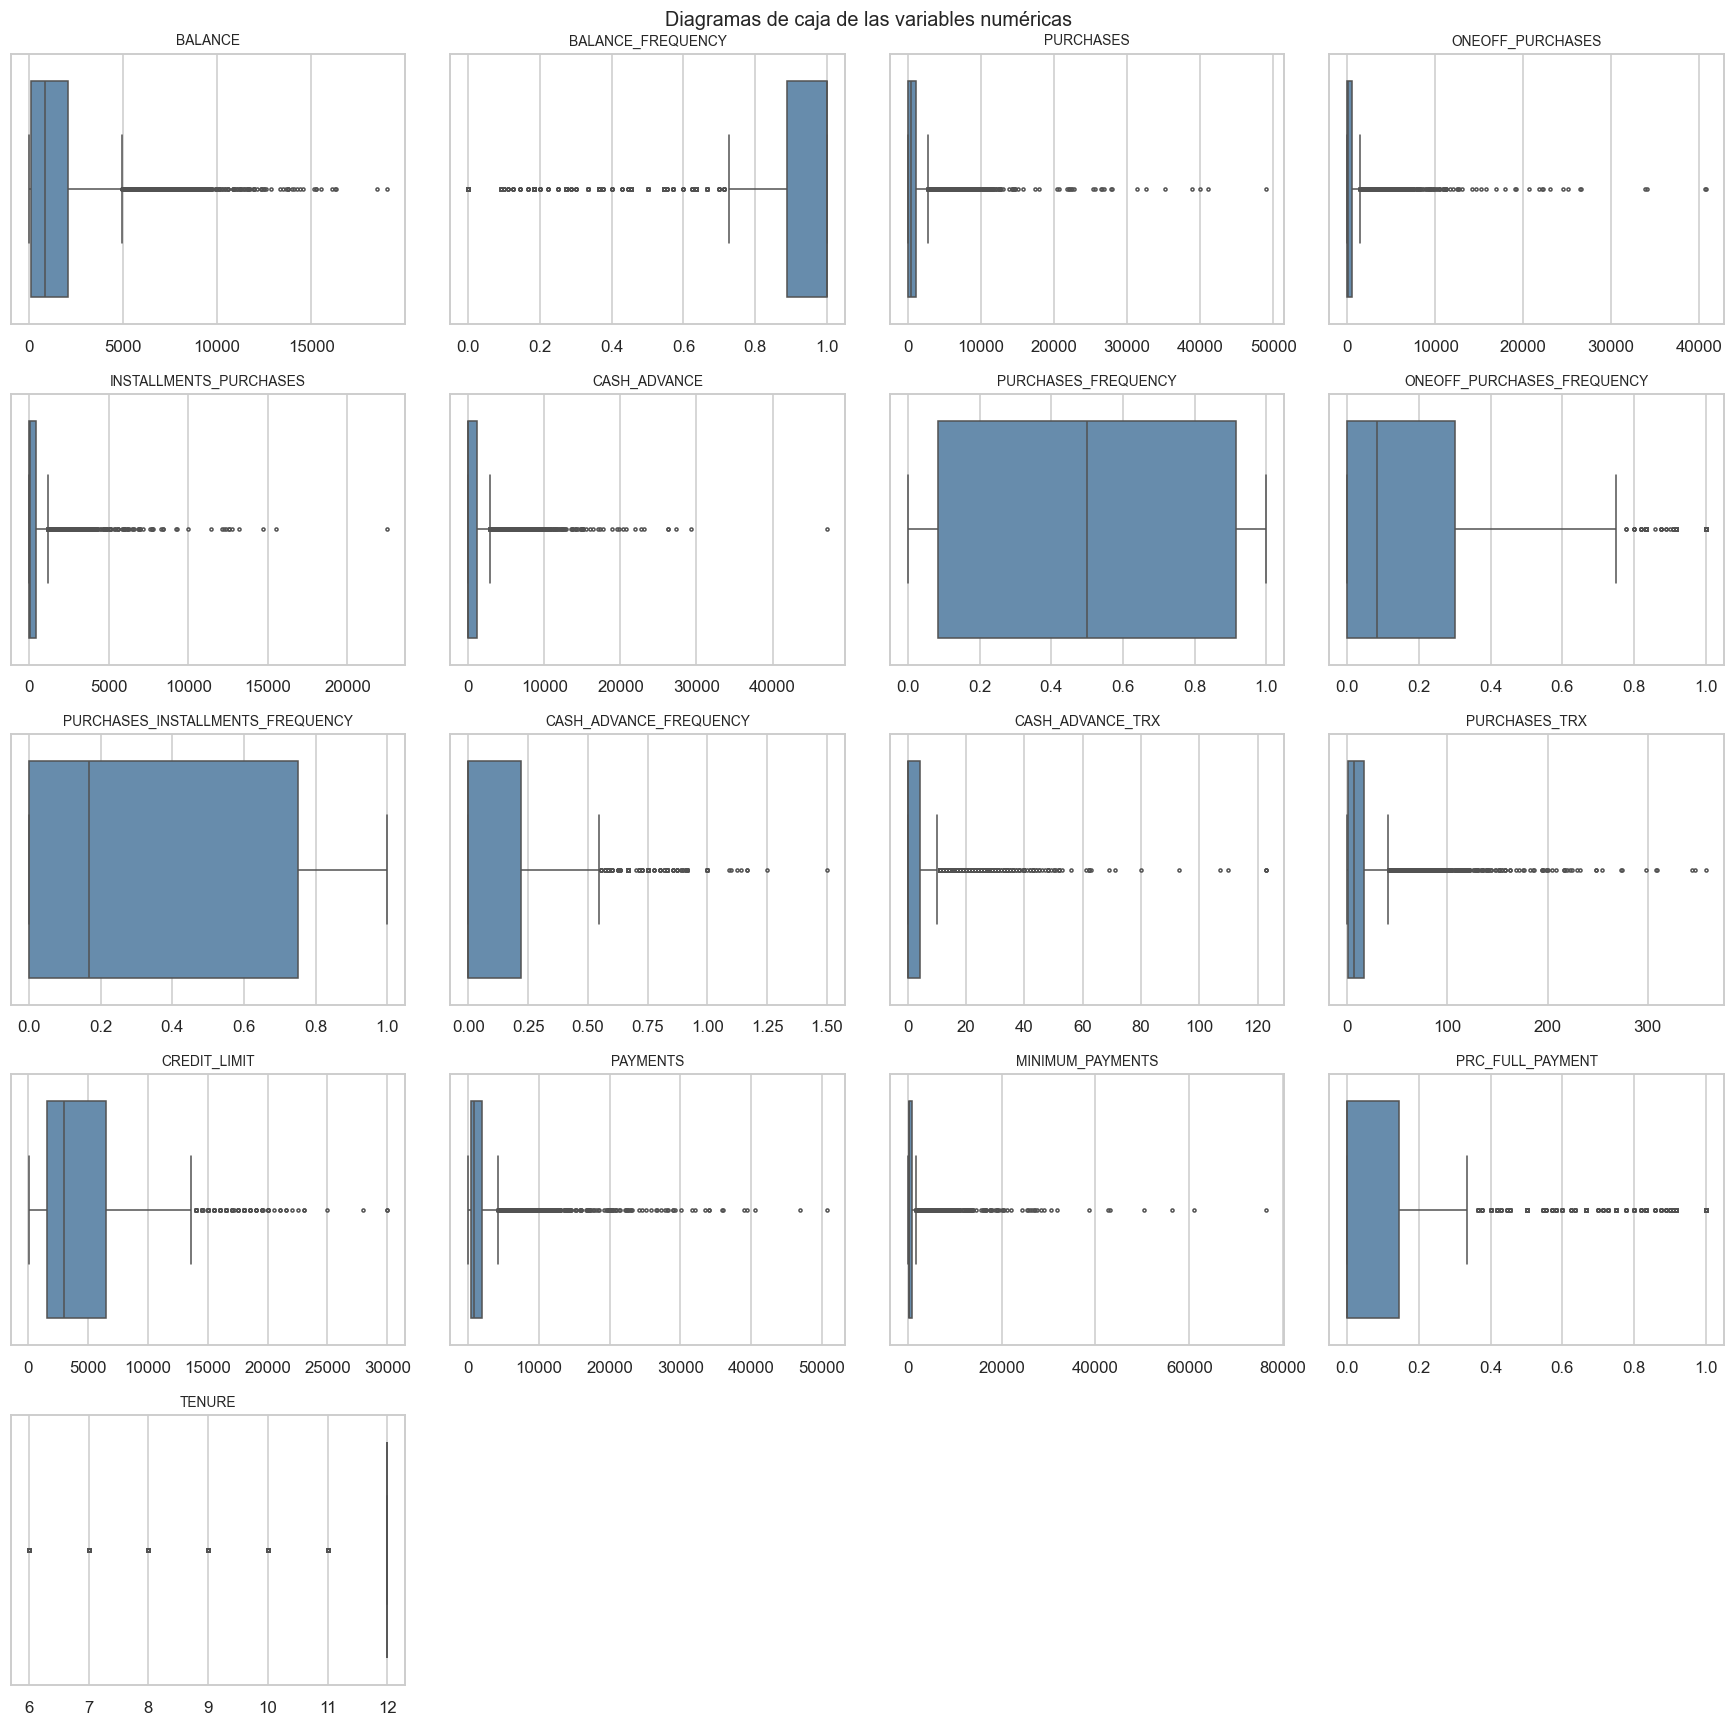 Diagramas de caja de las variables numéricas
BALANCE BALANCE_FREQUENCY PURCHASES ONEOFF_PURCHASES
0 5000 10000 15000 0.0 0.2 0.4 0.6 0.8 1.0 0 10000 20000 30000 40000 50000 0 10000 20000 30000 40000
INSTALLMENTS_PURCHASES CASH_ADVANCE PURCHASES_FREQUENCY ONEOFF_PURCHASES_FREQUENCY
0 5000 10000 15000 20000 0 10000 20000 30000 40000 0.0 0.2 0.4 0.6 0.8 1.0 0.0 0.2 0.4 0.6 0.8 1.0
PURCHASES_INSTALLMENTS_FREQUENCY CASH_ADVANCE_FREQUENCY CASH_ADVANCE_TRX PURCHASES_TRX
0.0 0.2 0.4 0.6 0.8 1.0 0.00 0.25 0.50 0.75 1.00 1.25 1.50 0 20 40 60 80 100 120 0 100 200 300
CREDIT_LIMIT PAYMENTS MINIMUM_PAYMENTS PRC_FULL_PAYMENT
0 5000 10000 15000 20000 25000 30000 0 10000 20000 30000 40000 50000 0 20000 40000 60000 80000 0.0 0.2 0.4 0.6 0.8 1.0
TENURE
6 7 8 9 10 11 12